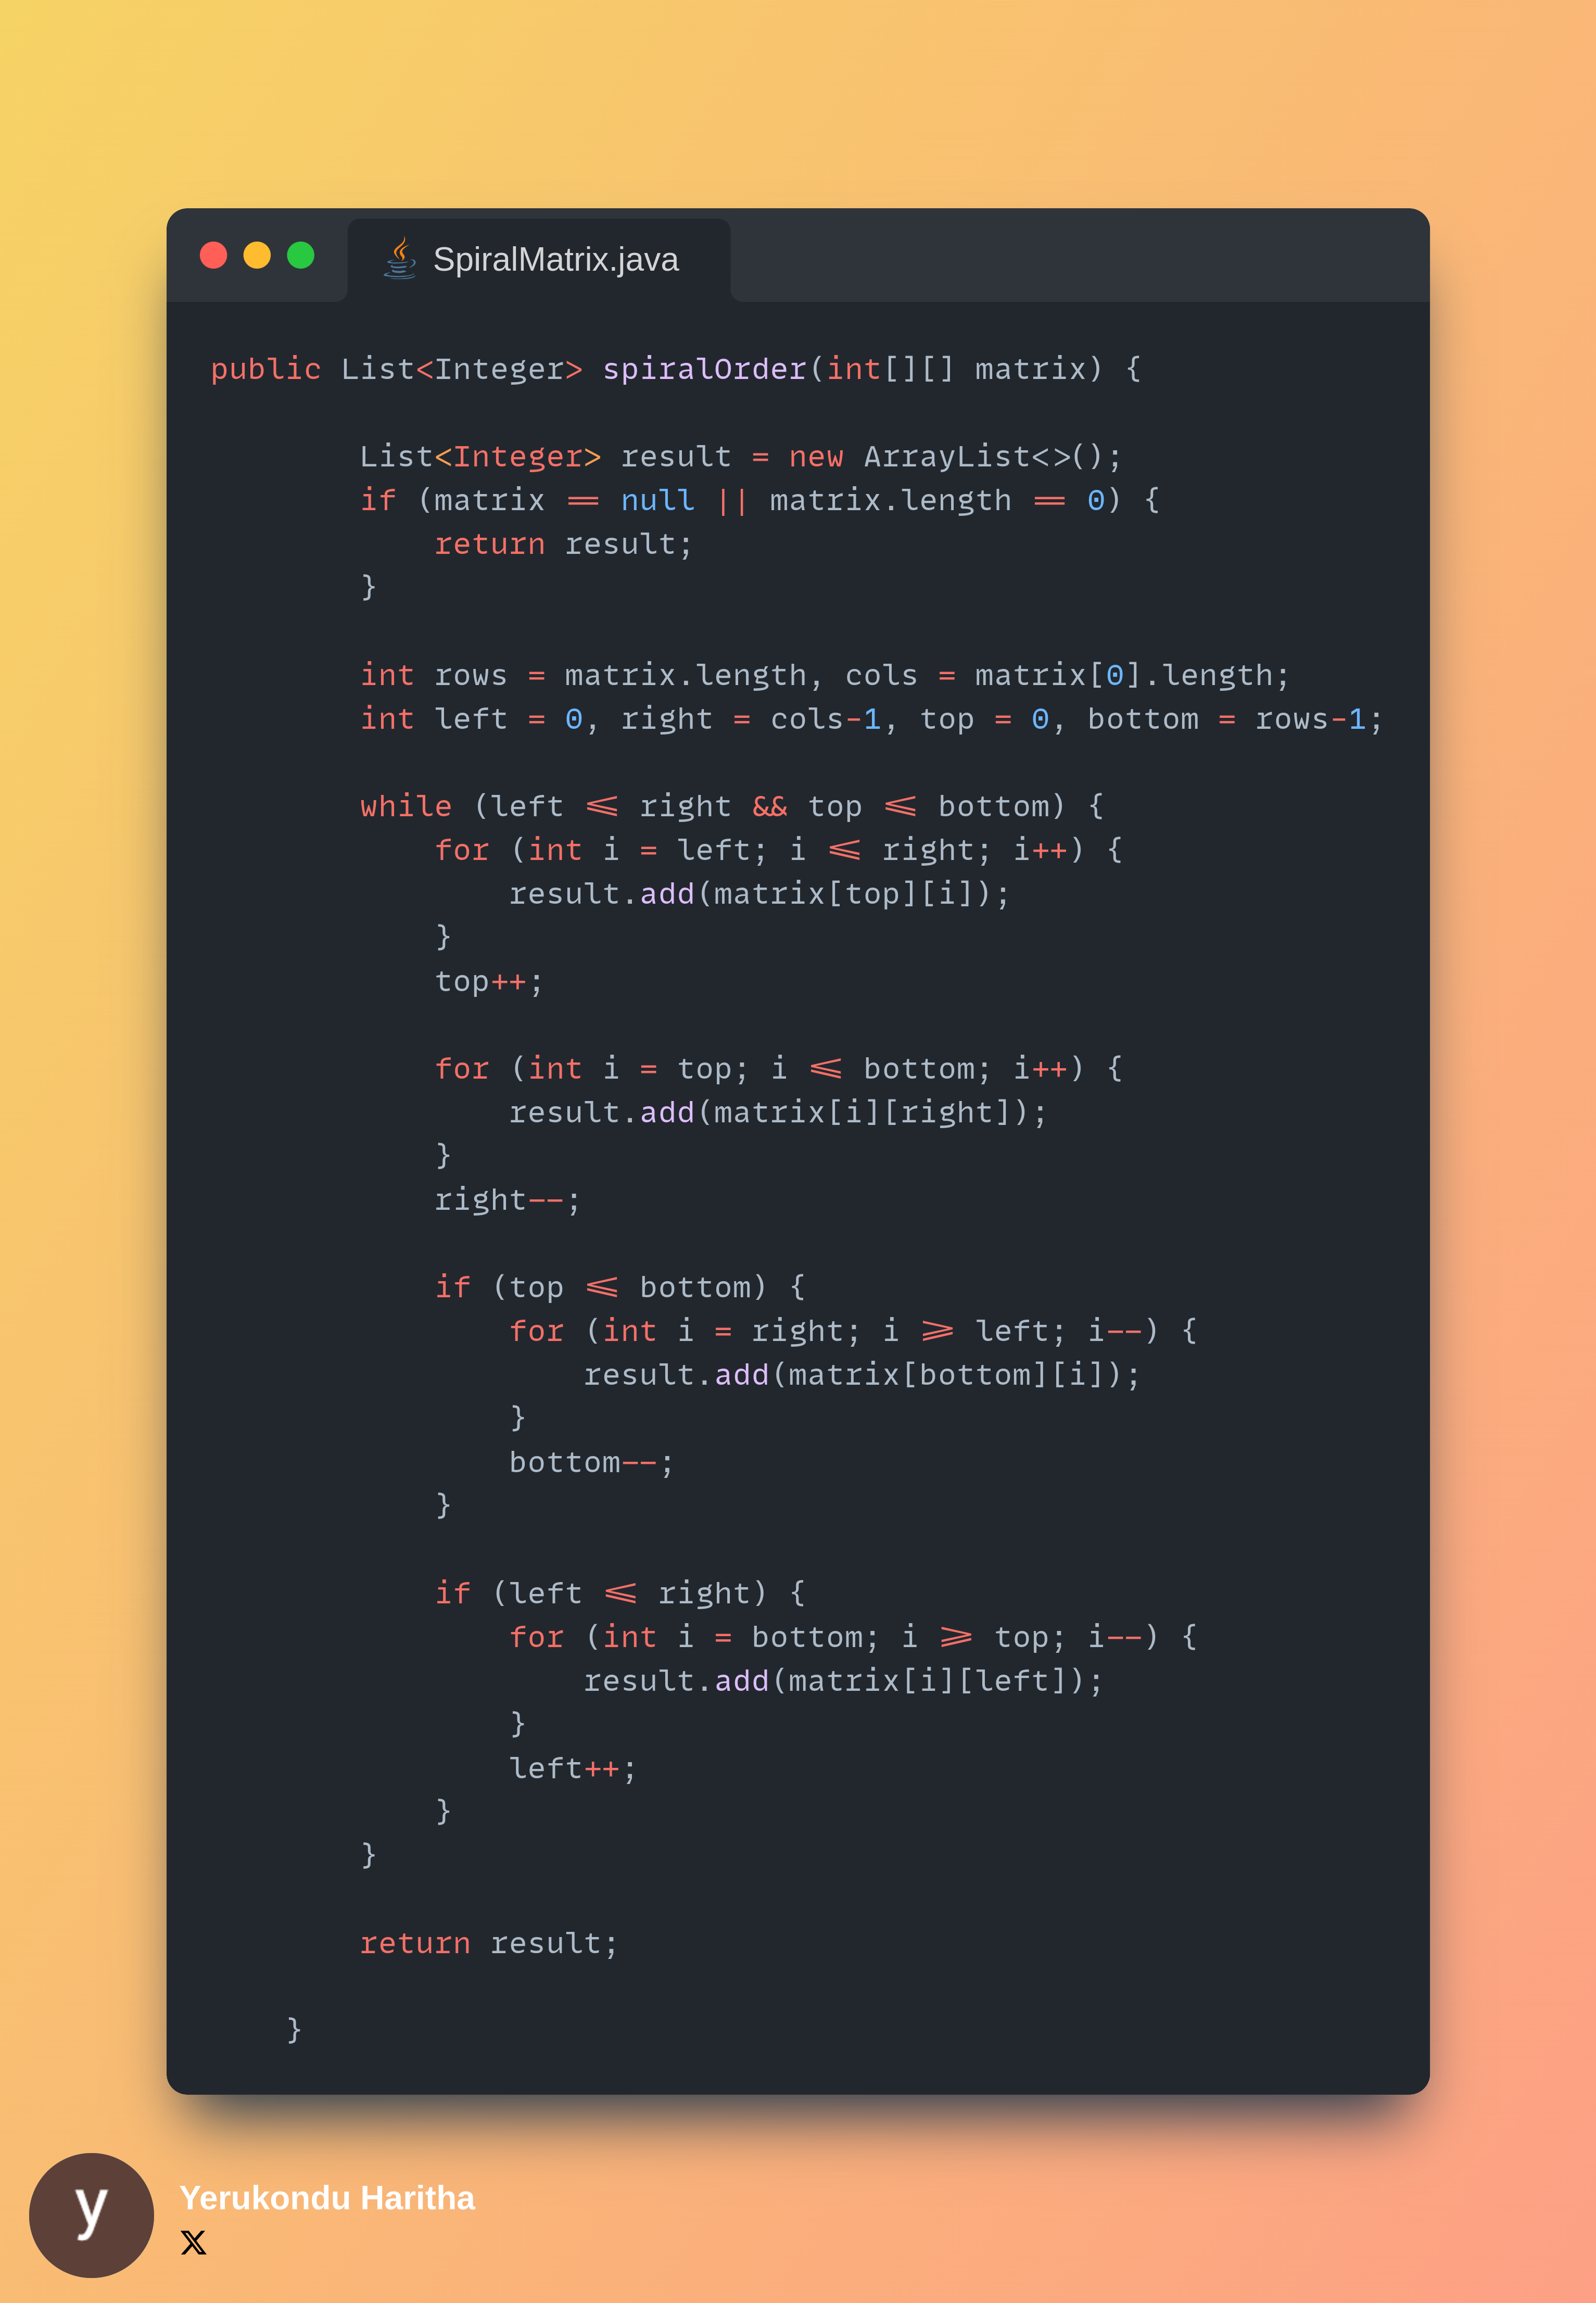 SpiralMatrix.java
public List<Integer> spiralOrder(int[][] matrix) {
List<Integer> result = new ArrayList<>();
if (matrix == null || matrix.length == 0) {
return result;
}
int rows = matrix.length, cols = matrix[0].length;
int left = 0, right = cols-1, top = 0, bottom = rows-1;
while (left <= right && top <= bottom) {
for (int i = left; i <= right; i++) {
result.add(matrix[top][i]);
}
top++;
for (int i = top; i <= bottom; i++) {
result.add(matrix[i][right]);
}
right--;
if (top <= bottom) {
for (int i = right; i >= left; i--) {
result.add(matrix[bottom][i]);
}
bottom--;
}
if (left <= right) {
for (int i = bottom; i >= top; i--) {
result.add(matrix[i][left]);
}
left++;
}
}
return result;
}
y
Yerukondu Haritha
X